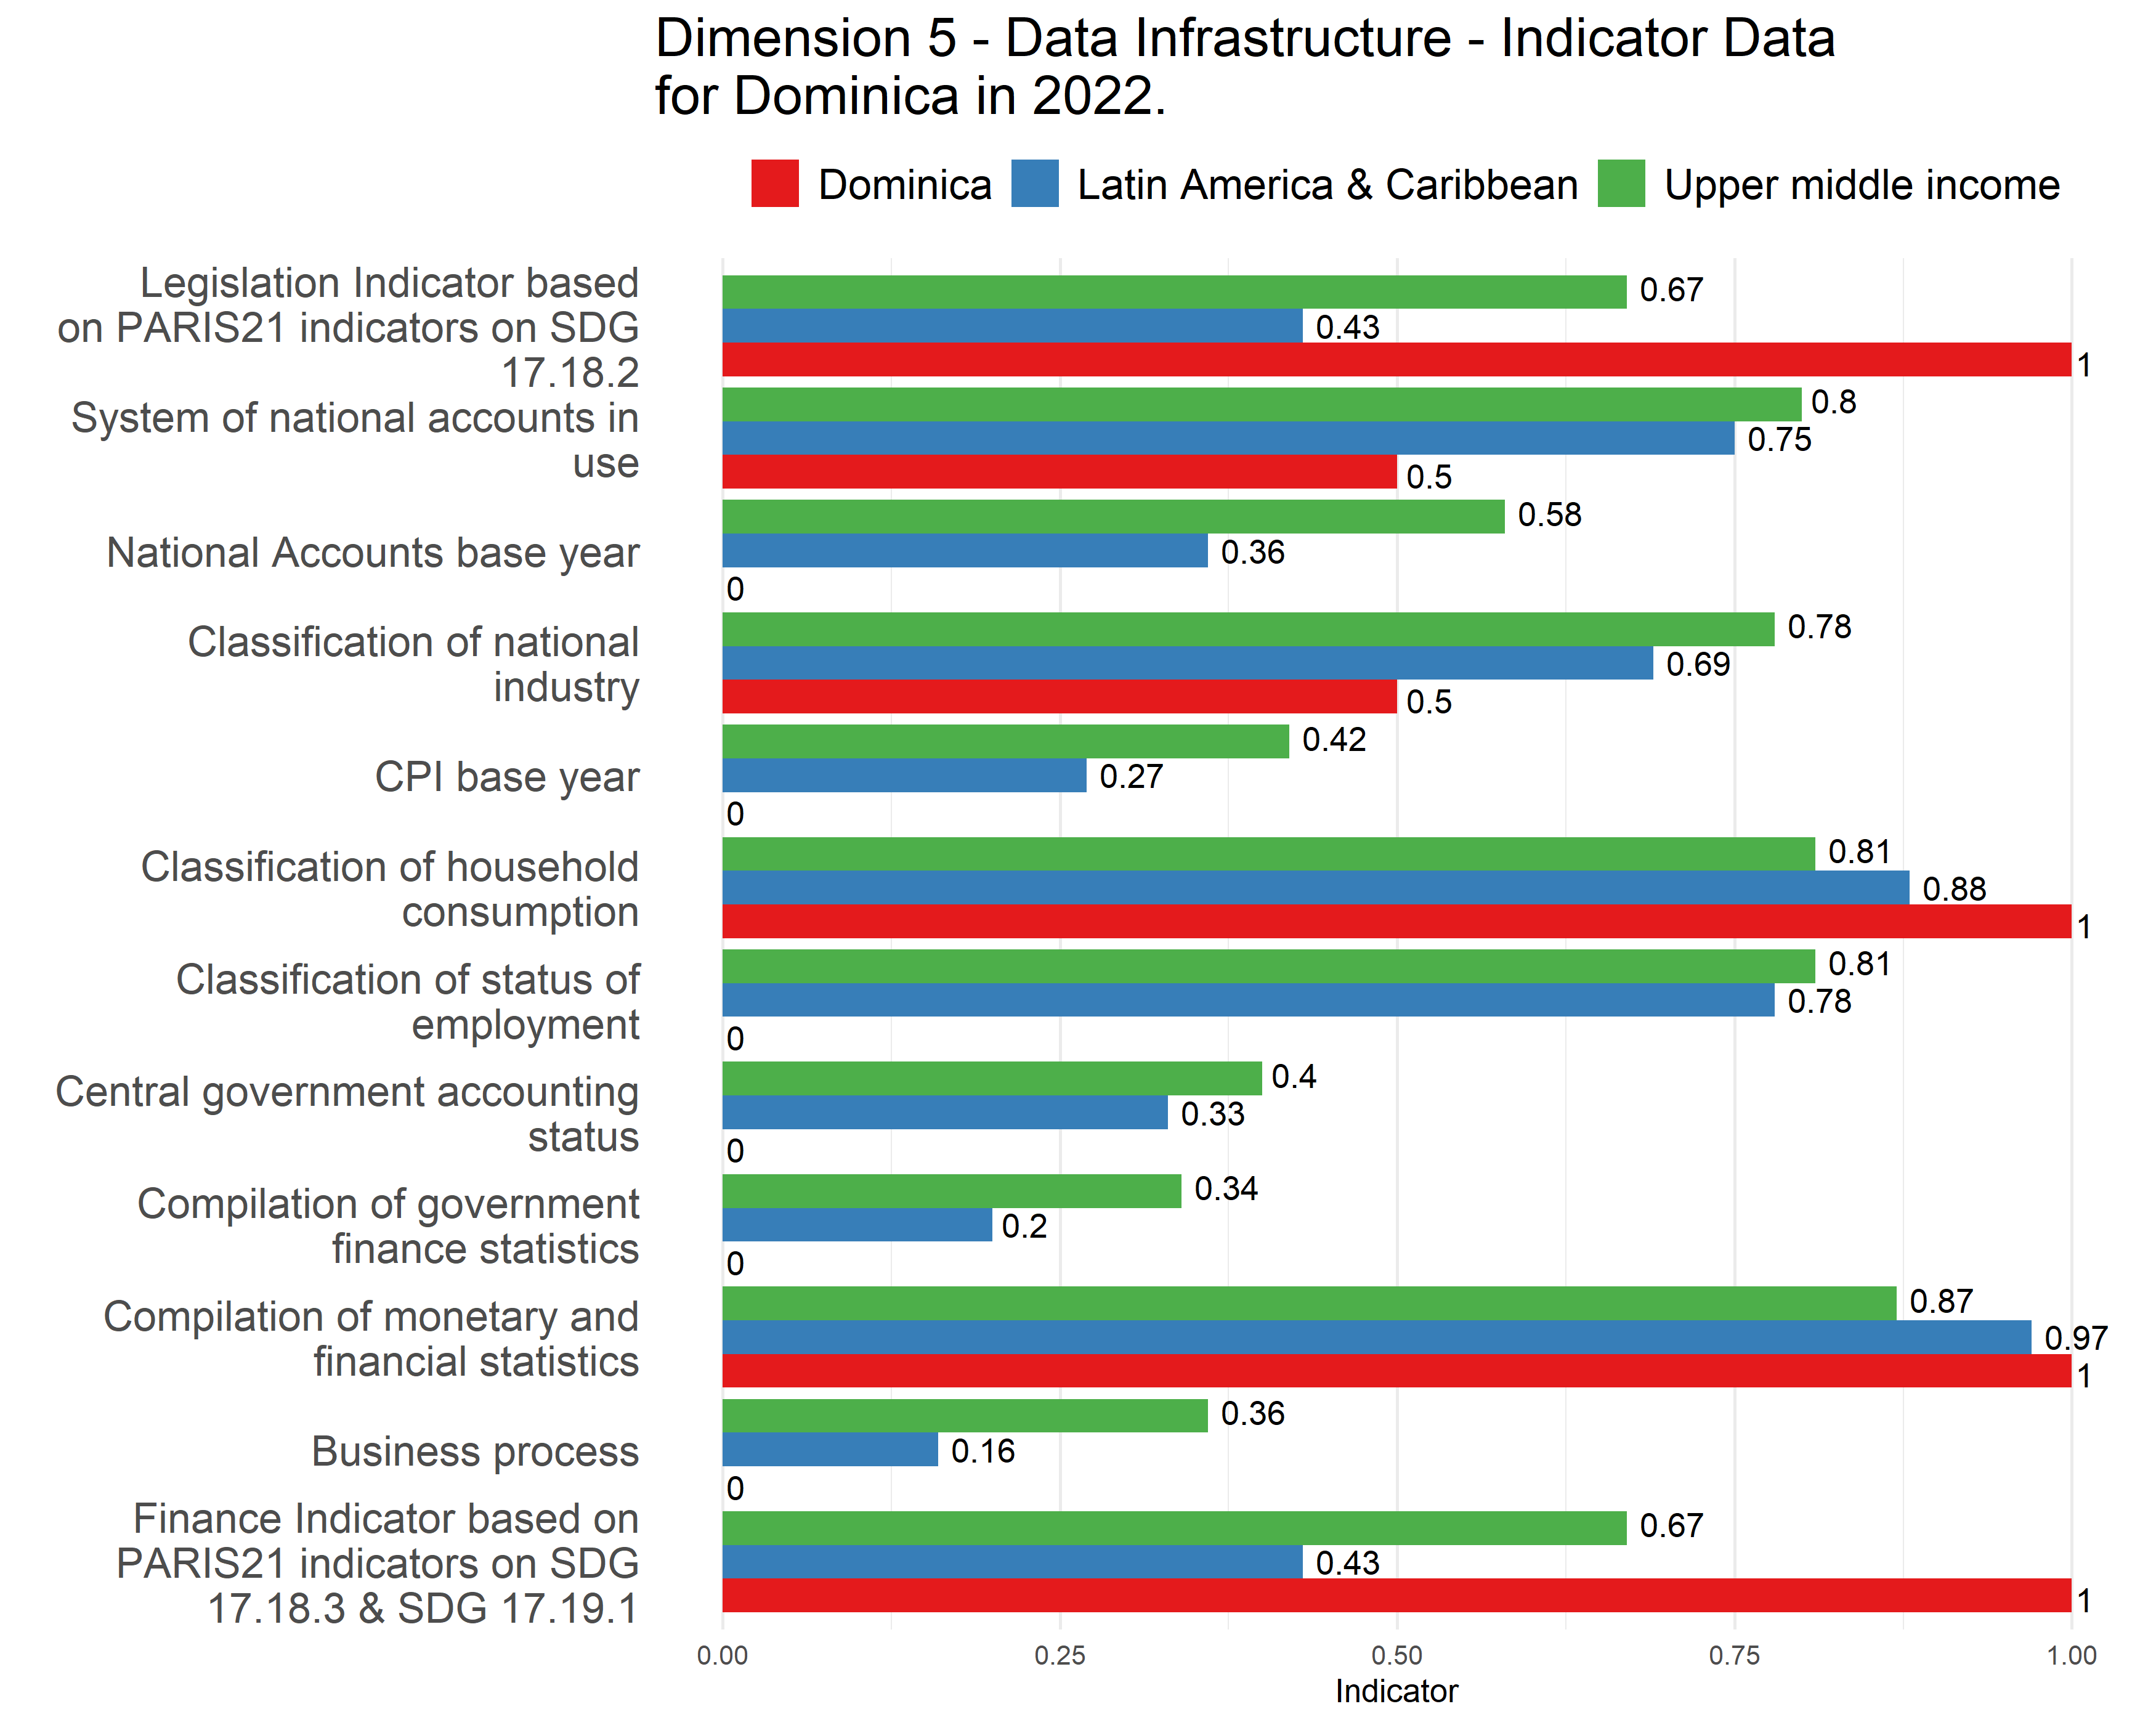 Dimension 5 - Data Infrastructure - Indicator Data
for Dominica in 2022.
Dominica Latin America & Caribbean Upper middle income
Legislation Indicator based
on PARIS21 indicators on SDG
17.18.2
0.67
0.43
1
System of national accounts in
use
0.8
0.75
0.5
National Accounts base year
0.58
0.36
0
Classification of national
industry
0.78
0.69
0.5
CPI base year
0.42
0.27
0
Classification of household
consumption
0.81
0.88
1
Classification of status of
employment
0.81
0.78
0
Central government accounting
status
0.4
0.33
0
Compilation of government
finance statistics
0.34
0.2
0
Compilation of monetary and
financial statistics
0.87
0.97
1
Business process
0.36
0.16
0
Finance Indicator based on
PARIS21 indicators on SDG
17.18.3 & SDG 17.19.1
0.67
0.43
1
0.00 0.25 0.50 0.75 1.00
Indicator